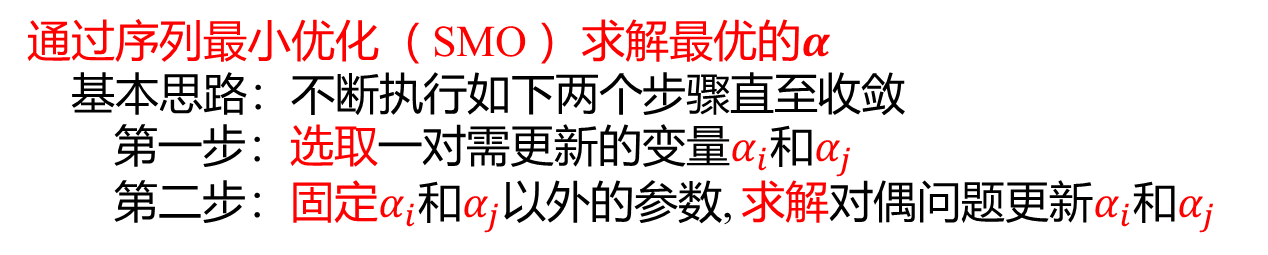 通过序列最小优化（SMO）求解最优的α
基本思路：不断执行如下两个步骤直至收敛
第一步：选取一对需更新的变量αᵢ和αⱼ
第二步：固定αᵢ和αⱼ以外的参数, 求解对偶问题更新αᵢ和αⱼ